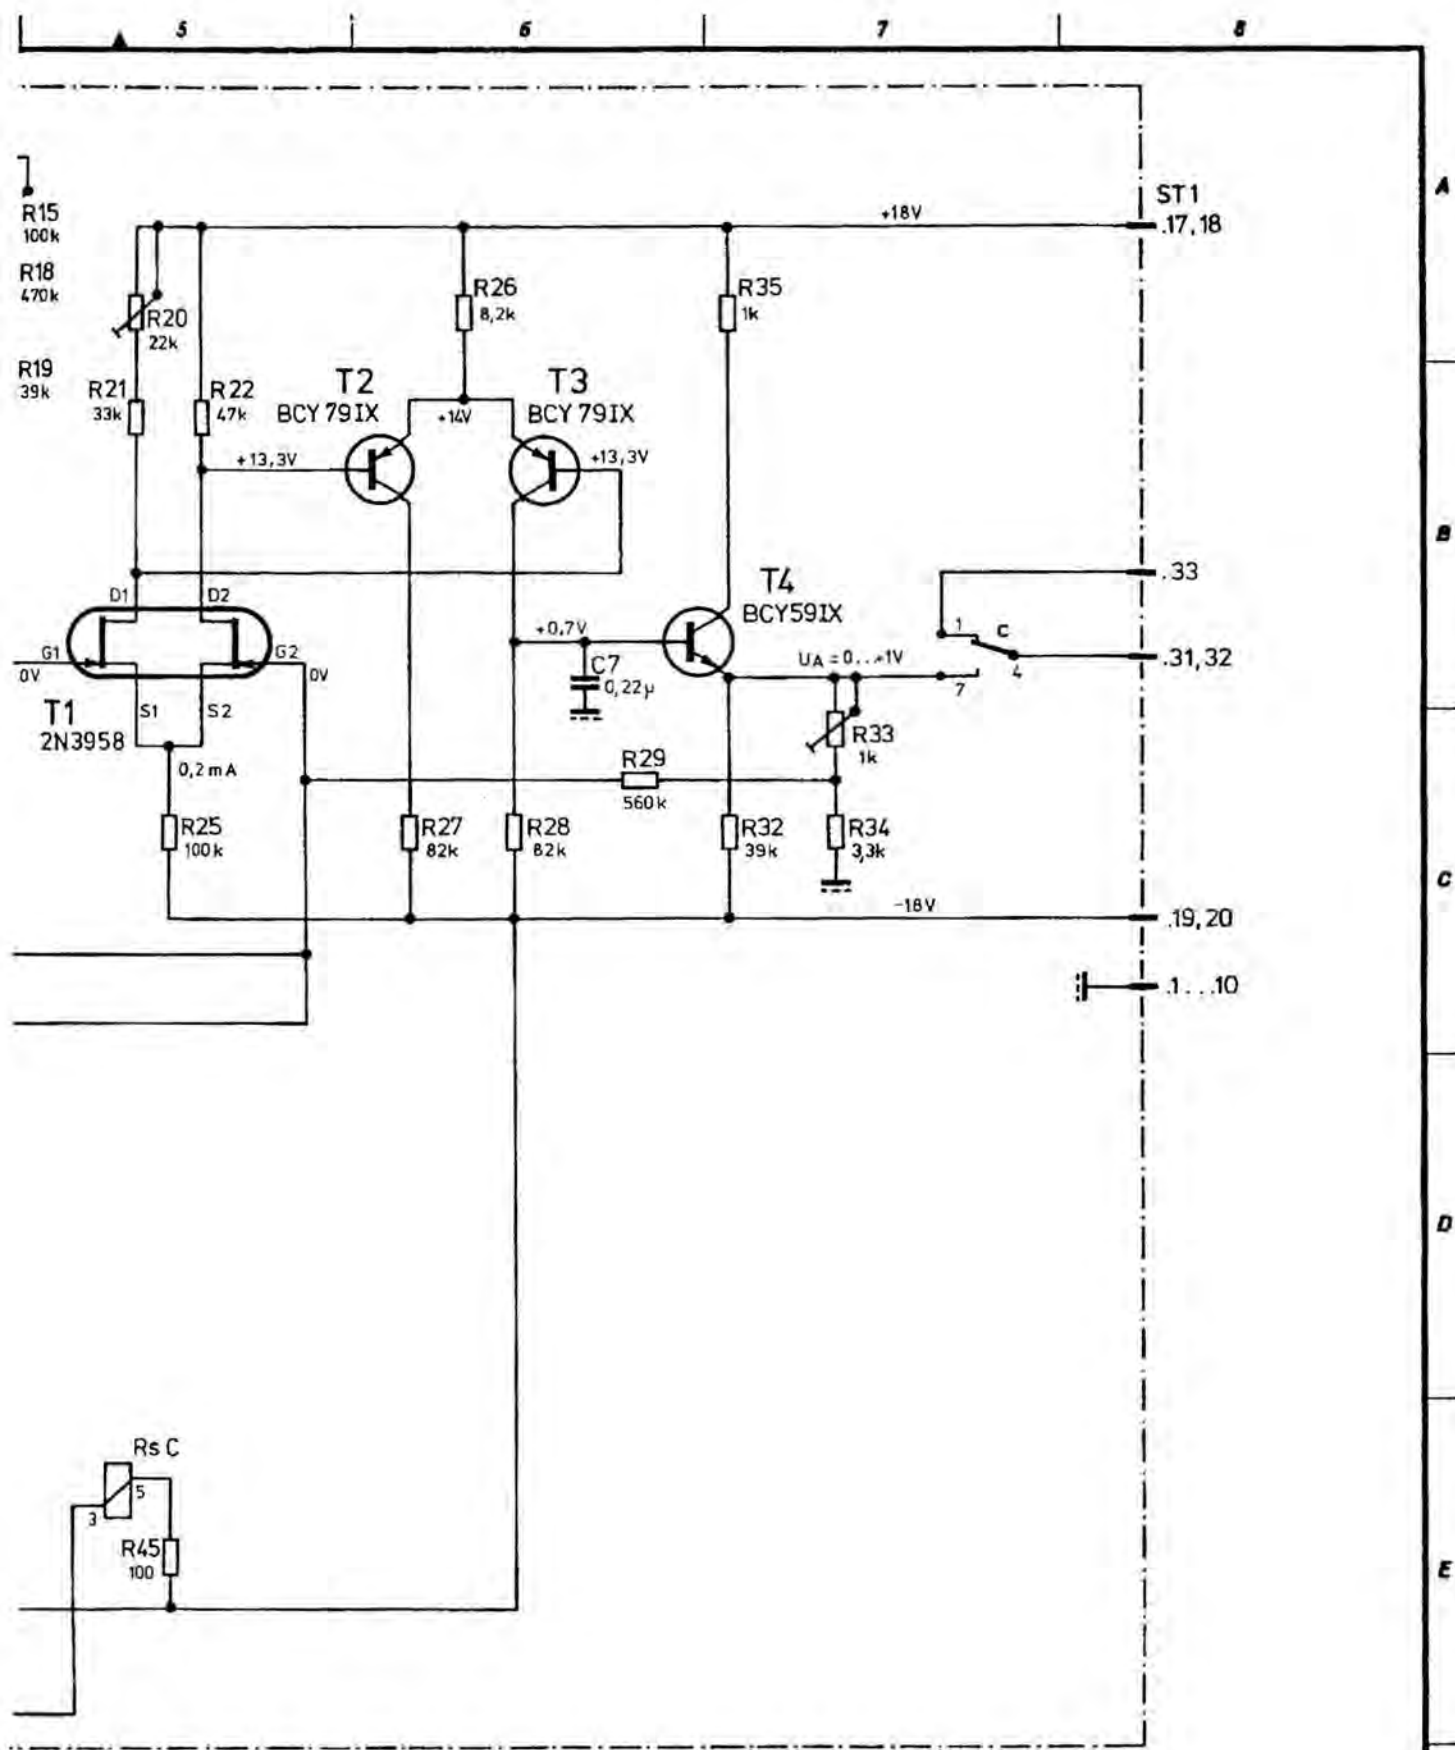 5 6 7 8
A
ST1
R15
100k
+18V
.17,18
R18
470k
R20
22k
R26
8,2k
R35
1k
R19
39k
R21
33k
R22
47k
T2
BCY79IX
T3
BCY79IX
+14V
+13,3V
+13,3V
B
.33
D1
D2
T4
BCY59IX
+0,7V
1
C
4
.31,32
G1
0V
G2
0V
C7
0,22µ
UA=0...+1V
7
T1
2N3958
S1
S2
0,2mA
R33
1k
R29
560k
R25
100k
R27
82k
R28
82k
R32
39k
R34
3,3k
C
-18V
.19,20
.1...10
D
Rs C
5
3
R45
100
E